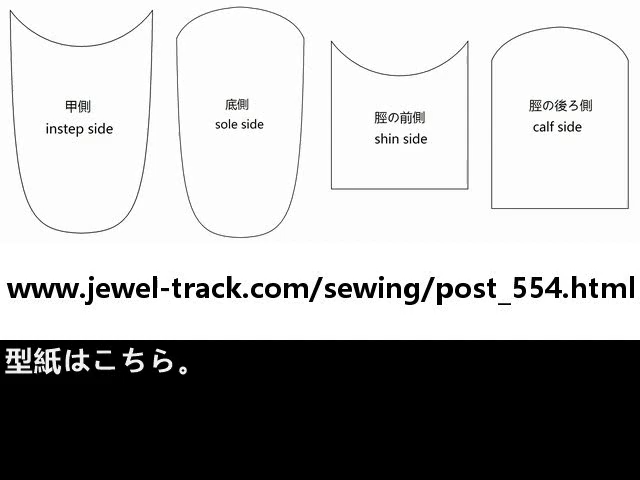 甲側
instep side
底側
sole side
脛の前側
shin side
脛の後ろ側
calf side
www.jewel-track.com/sewing/post_554.html
型紙はこちら。